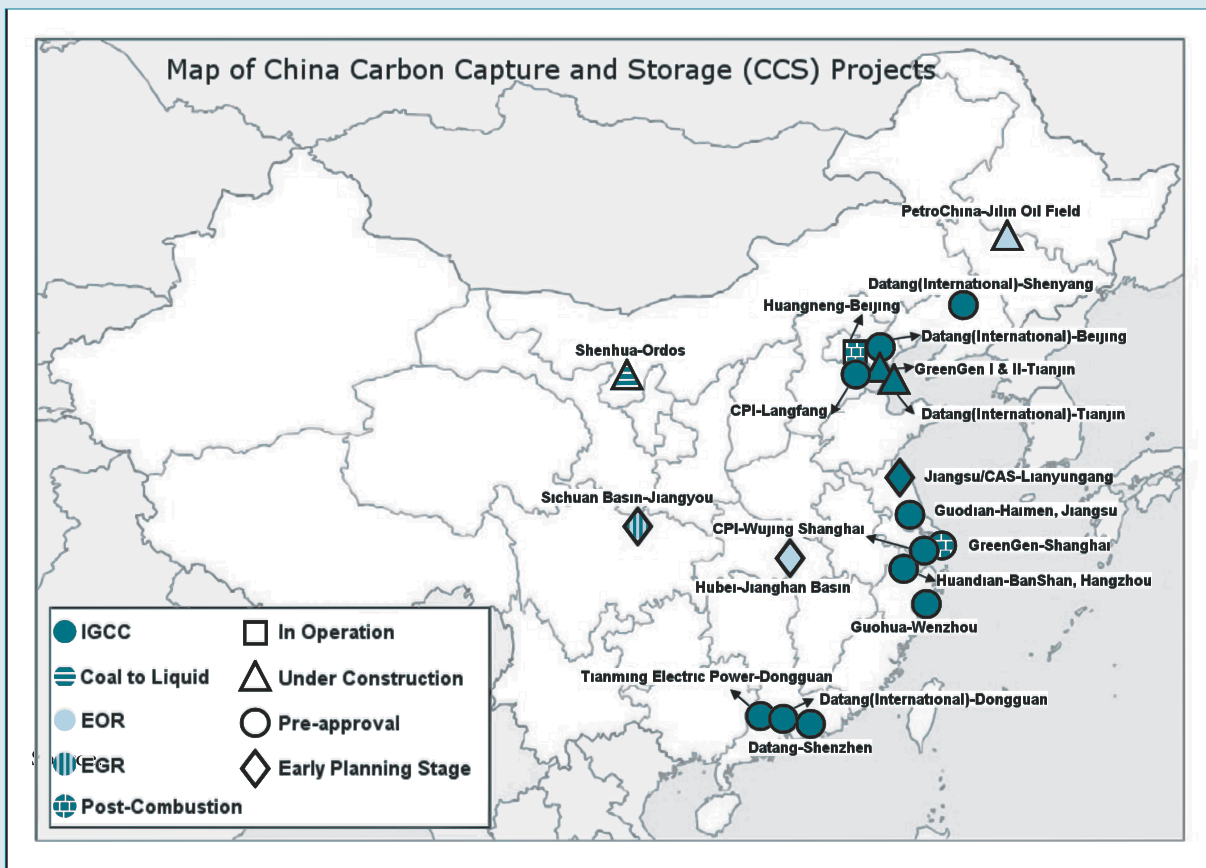 Map of China Carbon Capture and Storage (CCS) Projects
PetroChina-Jilin Oil Field
Datang(International)-Shenyang
Huangneng-Beijing
Datang(International)-Beijing
Shenhua-Ordos
GreenGen I & II-Tianjin
CPI-Langfang
Datang(International)-Tianjin
Jiangsu/CAS-Lianyungang
Sichuan Basin-Jiangyou
Guodian-Haimen, Jiangsu
CPI-Wujing Shanghai
GreenGen-Shanghai
Huandian-BanShan, Hangzhou
Hubei-Jianghan Basin
Guohua-Wenzhou
Tianming Electric Power-Dongguan
Datang(International)-Dongguan
Datang-Shenzhen
IGCC
Coal to Liquid
EOR
EGR
Post-Combustion
In Operation
Under Construction
Pre-approval
Early Planning Stage